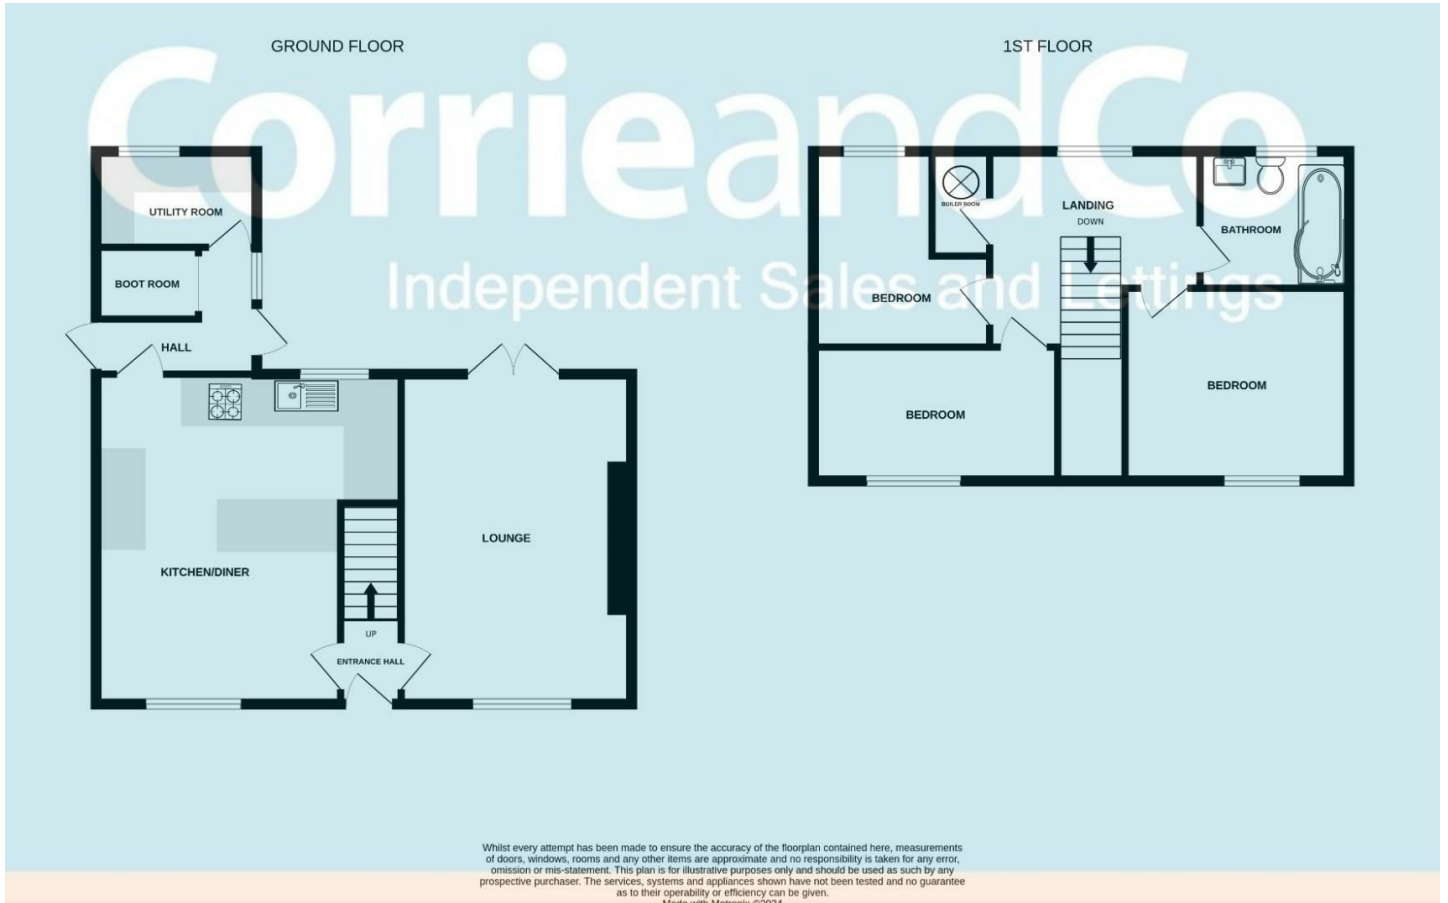 GROUND FLOOR
1ST FLOOR
CorrieandCo
Independent Sales and Lettings
UTILITY ROOM
BOOT ROOM
HALL
KITCHEN/DINER
LOUNGE
UP
ENTRANCE HALL
BOILER ROOM
LANDING
DOWN
BATHROOM
BEDROOM
BEDROOM
BEDROOM
Whilst every attempt has been made to ensure the accuracy of the floorplan contained here, measurements
of doors, windows, rooms and any other items are approximate and no responsibility is taken for any error,
omission or mis-statement. This plan is for illustrative purposes only and should be used as such by any
prospective purchaser. The services, systems and appliances shown have not been tested and no guarantee
as to their operability or efficiency can be given.
Made with Metropix ©2024